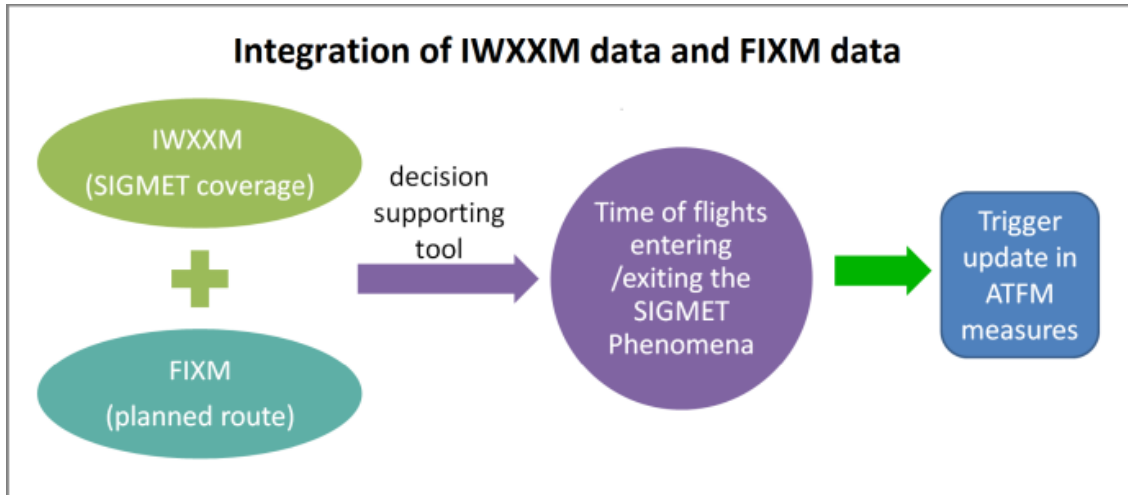 Integration of IWXXM data and FIXM data
IWXXM
(SIGMET coverage)
FIXM
(planned route)
decision
supporting
tool
Time of flights
entering
/exiting the
SIGMET
Phenomena
Trigger
update in
ATFM
measures